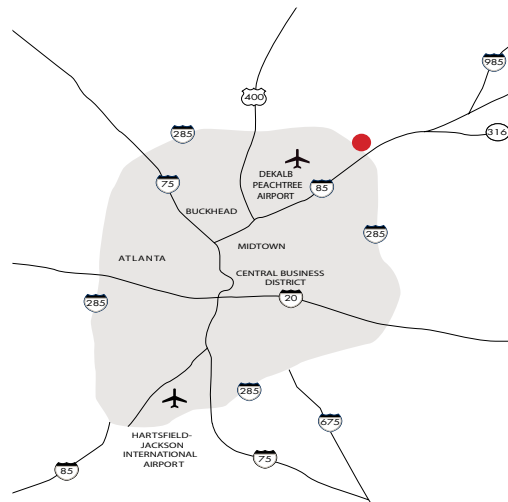 985
400
316
285
DEKALB
PEACHTREE
AIRPORT
75
85
BUCKHEAD
285
MIDTOWN
ATLANTA
CENTRAL BUSINESS
DISTRICT
20
285
285
675
HARTSFIELD-
JACKSON
INTERNATIONAL
AIRPORT
75
85